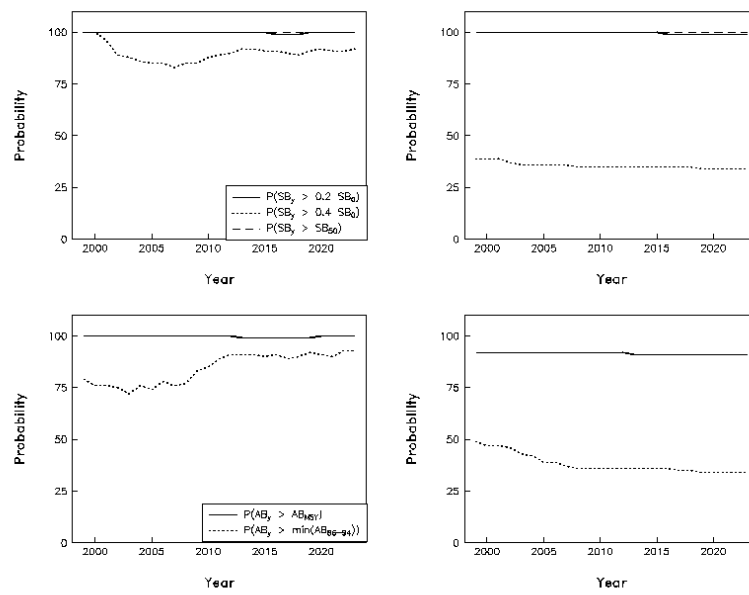 100
75
50
25
0
Probability
2000 2005 2010 2015 2020
Year
P(SB_y > 0.2 SB_0)
P(SB_y > 0.4 SB_0)
P(SB_y > SB_50)
100
75
50
25
0
Probability
2000 2005 2010 2015 2020
Year
100
75
50
25
0
Probability
2000 2005 2010 2015 2020
Year
P(AB_y > AB_MSY)
P(AB_y > min(AB_86-94))
100
75
50
25
0
Probability
2000 2005 2010 2015 2020
Year